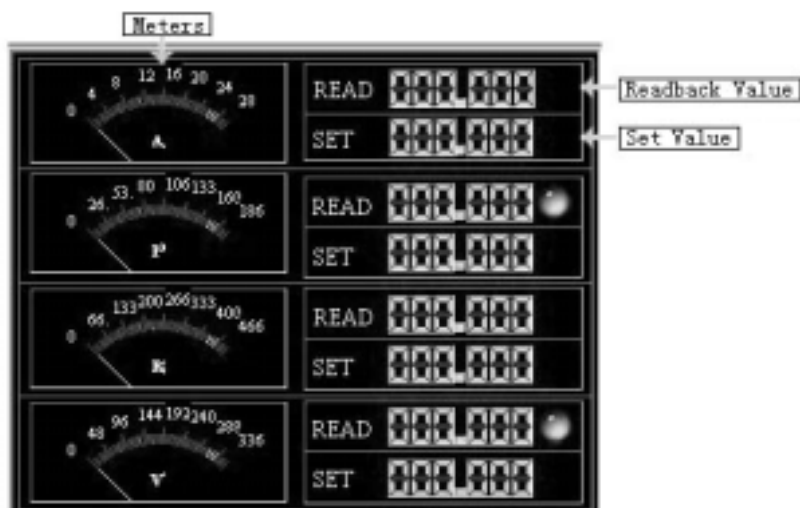 Meters
0 4 8 12 16 20 24 28
A
READ 000.000
Readback Value
SET 000.000
Set Value
0 26. 53. 80 106 133 160 186
P
READ 000.000
SET 000.000
0 66. 133 200 266 333 400 466
R
READ 000.000
SET 000.000
0 48 96 144 192 240 288 336
V
READ 000.000
SET 000.000